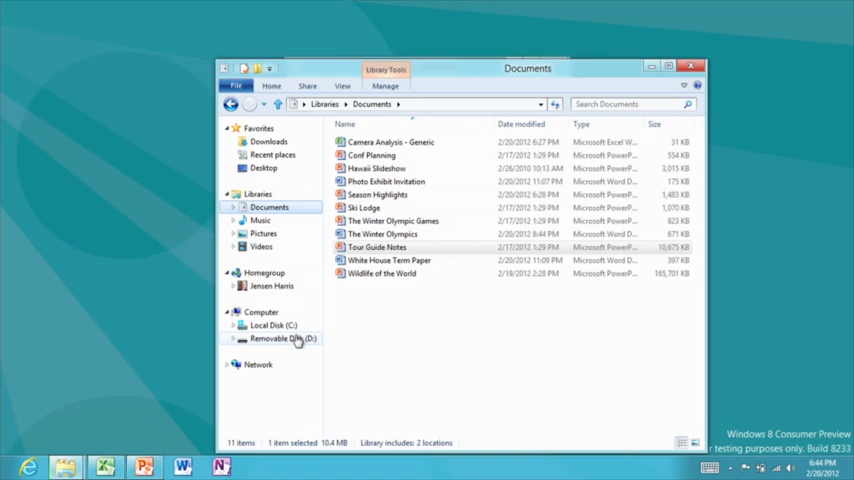 Library Tools
Documents
File Home Share View Manage
Libraries Documents Search Documents
Name Date modified Type Size
Favorites
Downloads
Recent places
Desktop
Libraries
Documents
Music
Pictures
Videos
Homegroup
Jensen Harris
Computer
Local Disk (C:)
Removable Disk (D:)
Network
Camera Analysis - Generic 2/20/2012 6:27 PM Microsoft Excel W... 31 KB
Conf Planning 2/17/2012 1:29 PM Microsoft PowerP... 554 KB
Hawaii Slideshow 2/26/2010 10:13 AM Microsoft PowerP... 3,015 KB
Photo Exhibit Invitation 2/20/2012 11:07 PM Microsoft Word D... 175 KB
Season Highlights 2/20/2012 6:28 PM Microsoft PowerP... 1,483 KB
Ski Lodge 2/17/2012 1:29 PM Microsoft PowerP... 1,070 KB
The Winter Olympic Games 2/17/2012 1:29 PM Microsoft PowerP... 823 KB
The Winter Olympics 2/20/2012 8:44 PM Microsoft Word D... 671 KB
Tour Guide Notes 2/17/2012 1:29 PM Microsoft PowerP... 10,675 KB
White House Term Paper 2/20/2012 11:09 PM Microsoft Word D... 397 KB
Wildlife of the World 2/19/2012 2:28 PM Microsoft PowerP... 165,701 KB
11 items 1 item selected 10.4 MB Library includes: 2 locations
Windows 8 Consumer Preview
r testing purposes only. Build 8233
6:44 PM
2/20/2012